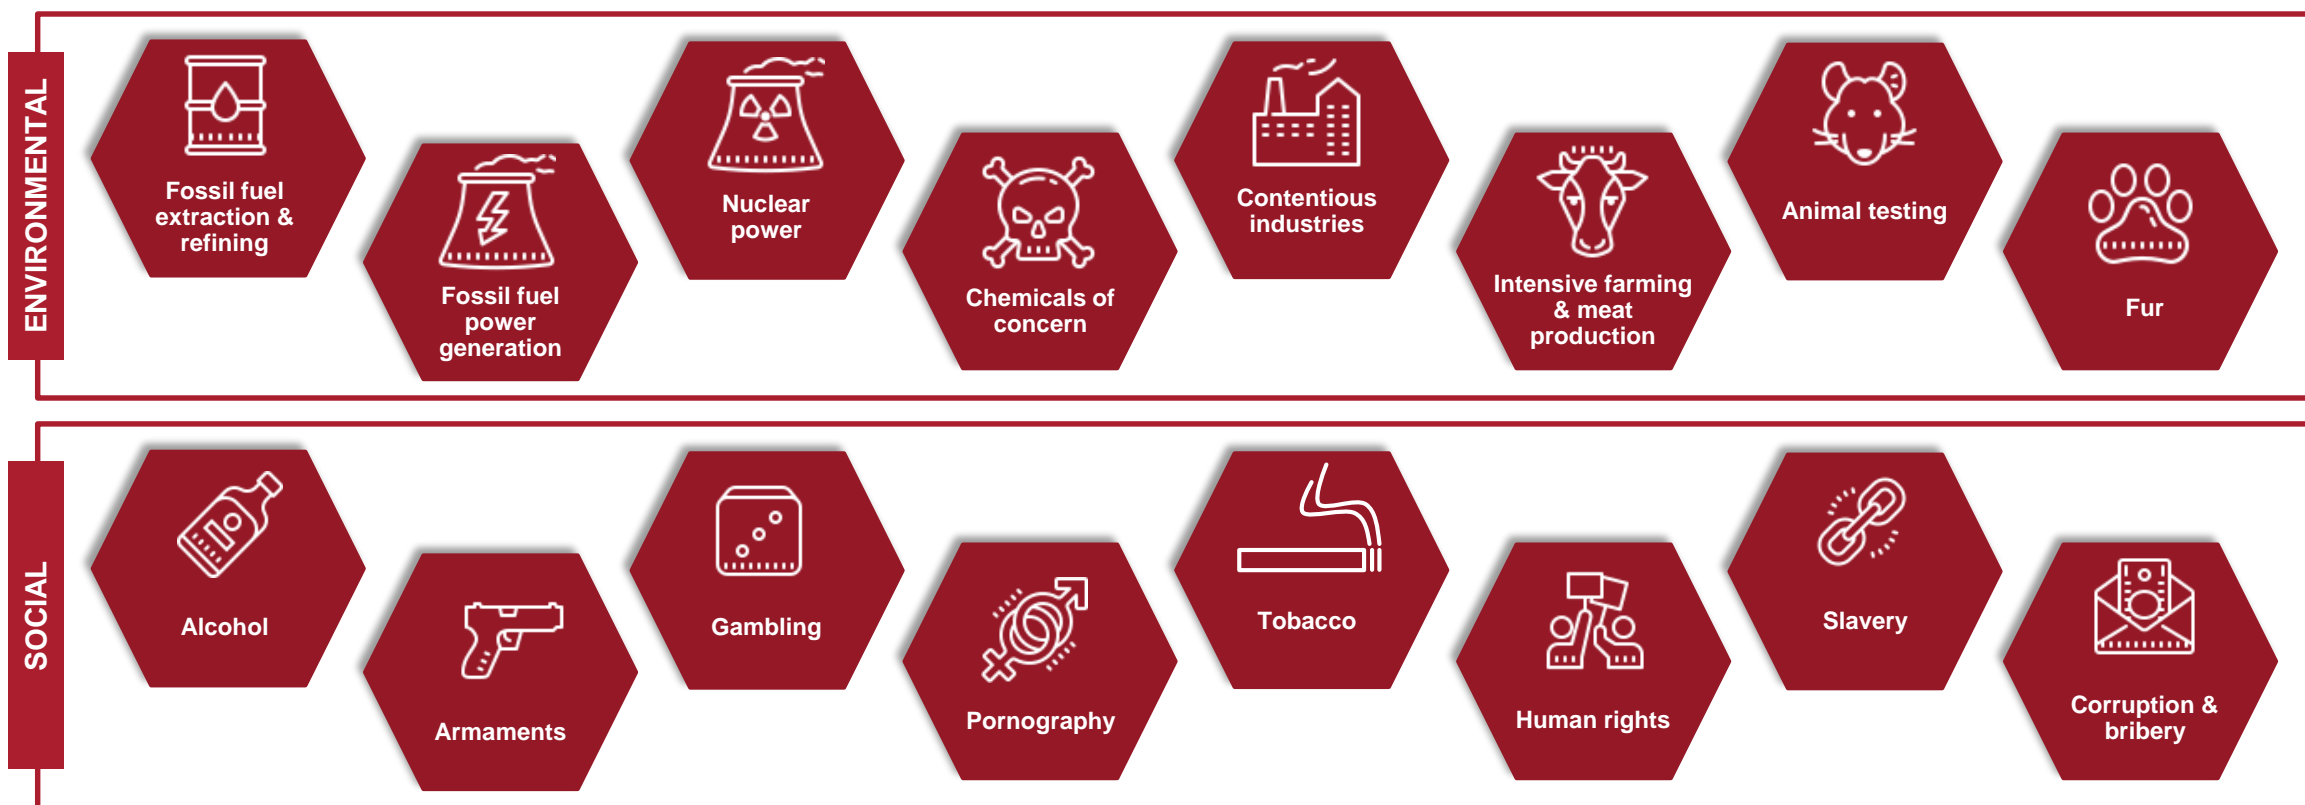 ENVIRONMENTAL
Fossil fuel
extraction &
refining
Fossil fuel
power
generation
Nuclear
power
Chemicals of
concern
Contentious
industries
Intensive farming
& meat
production
Animal testing
Fur
SOCIAL
Alcohol
Armaments
Gambling
Pornography
Tobacco
Human rights
Slavery
Corruption &
bribery